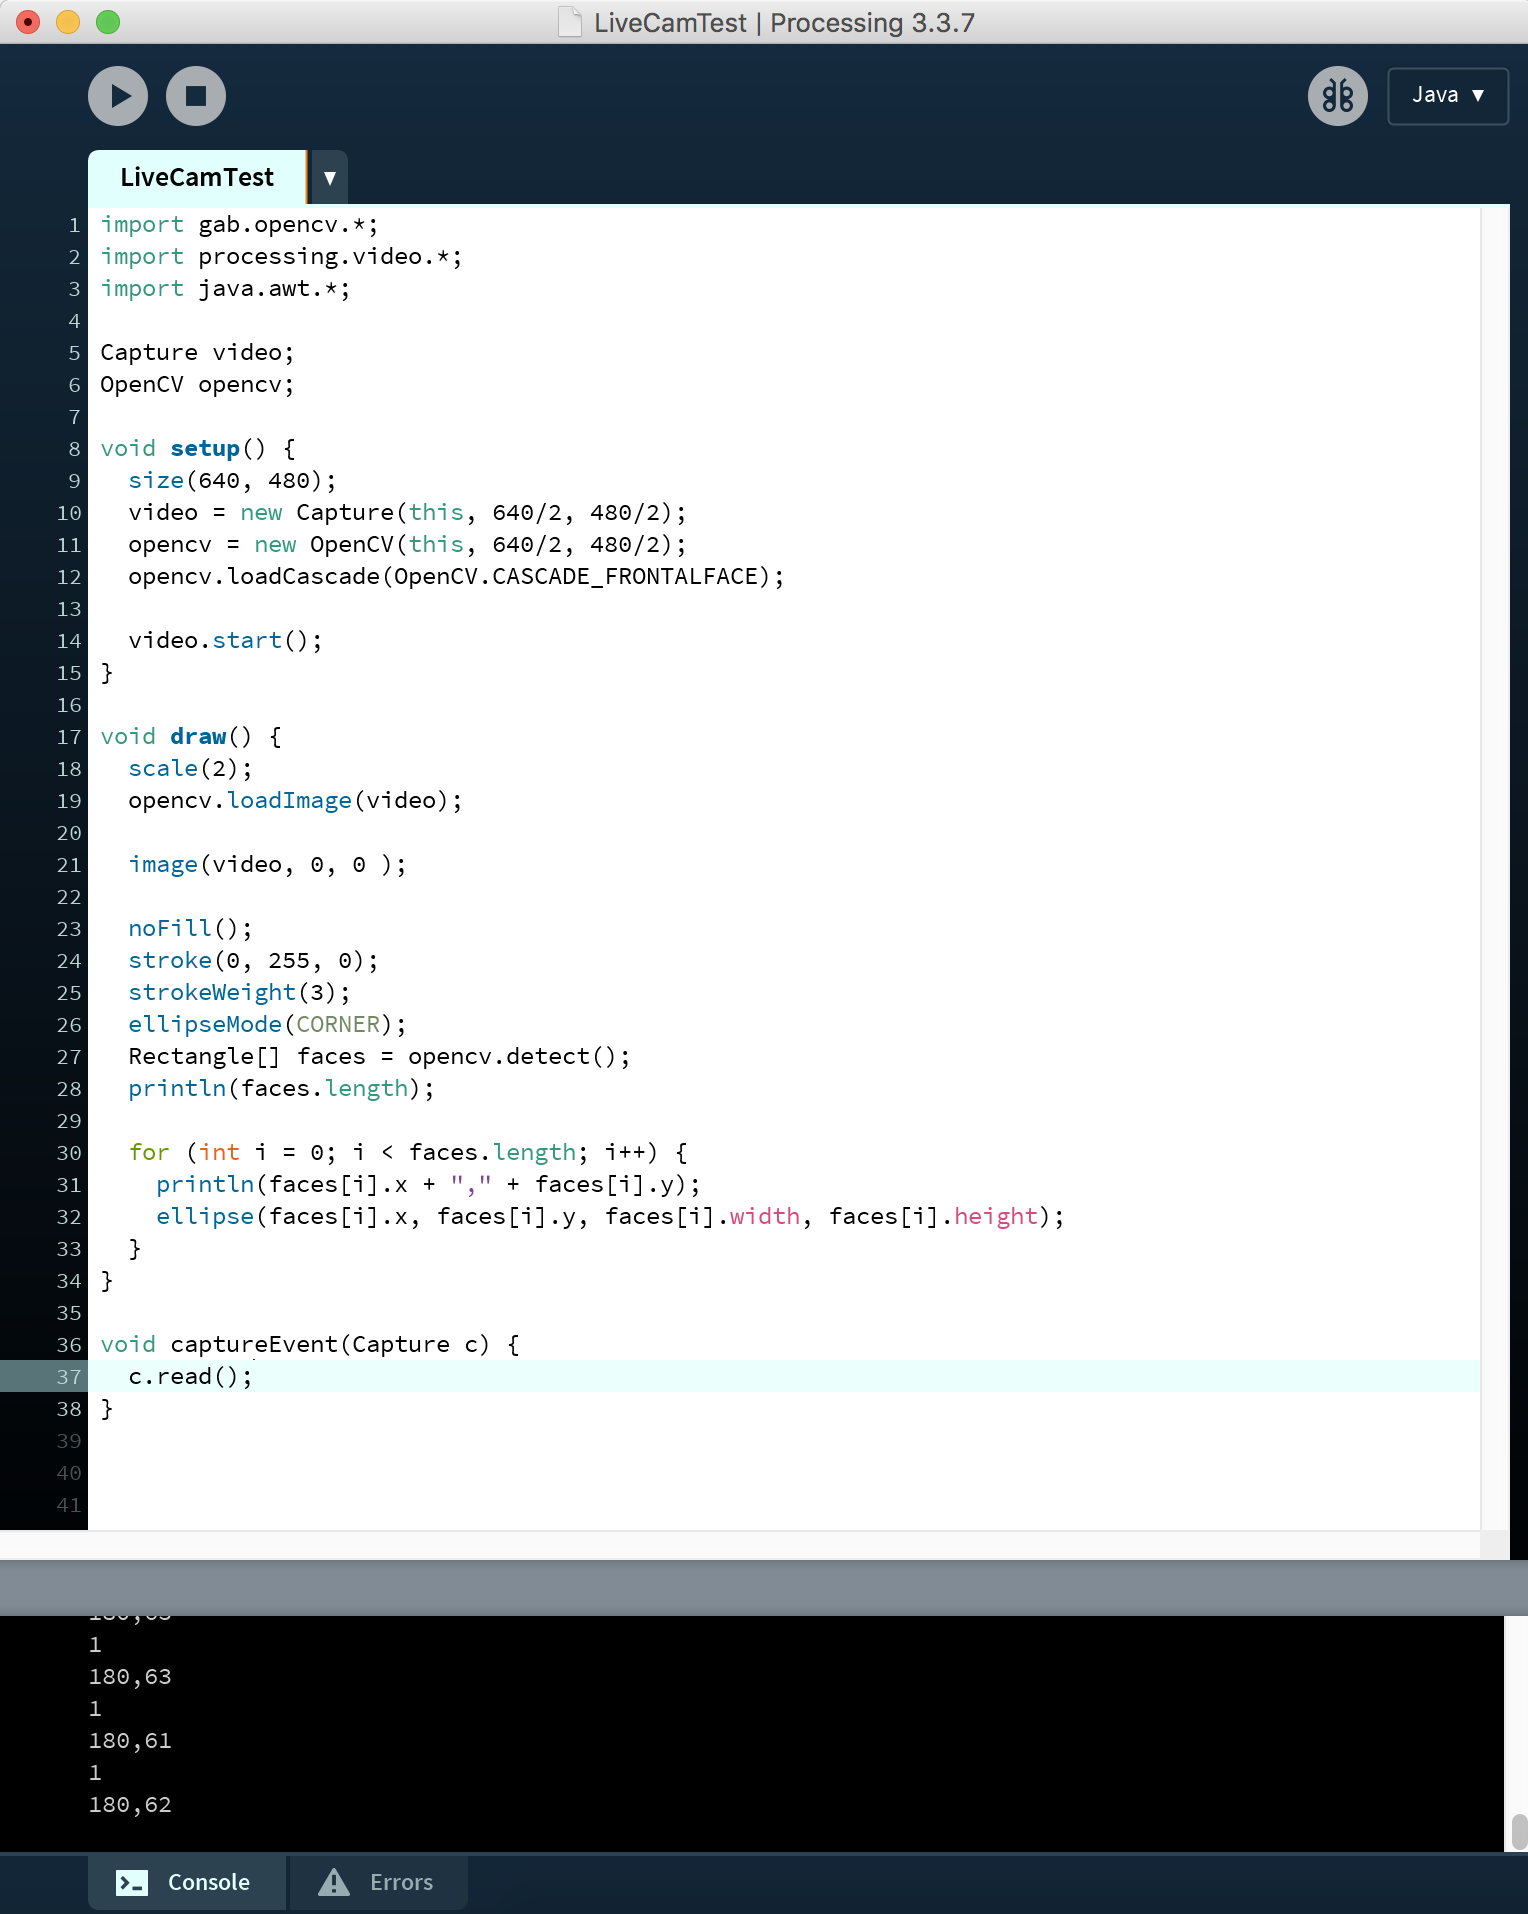 LiveCamTest | Processing 3.3.7
Java ▼
LiveCamTest ▼
1 import gab.opencv.*;
2 import processing.video.*;
3 import java.awt.*;
4
5 Capture video;
6 OpenCV opencv;
7
8 void setup() {
9   size(640, 480);
10   video = new Capture(this, 640/2, 480/2);
11   opencv = new OpenCV(this, 640/2, 480/2);
12   opencv.loadCascade(OpenCV.CASCADE_FRONTALFACE);
13
14   video.start();
15 }
16
17 void draw() {
18   scale(2);
19   opencv.loadImage(video);
20
21   image(video, 0, 0 );
22
23   noFill();
24   stroke(0, 255, 0);
25   strokeWeight(3);
26   ellipseMode(CORNER);
27   Rectangle[] faces = opencv.detect();
28   println(faces.length);
29
30   for (int i = 0; i < faces.length; i++) {
31     println(faces[i].x + "," + faces[i].y);
32     ellipse(faces[i].x, faces[i].y, faces[i].width, faces[i].height);
33   }
34 }
35
36 void captureEvent(Capture c) {
37   c.read();
38 }
39
40
41
1
180,63
1
180,61
1
180,62
Console
Errors